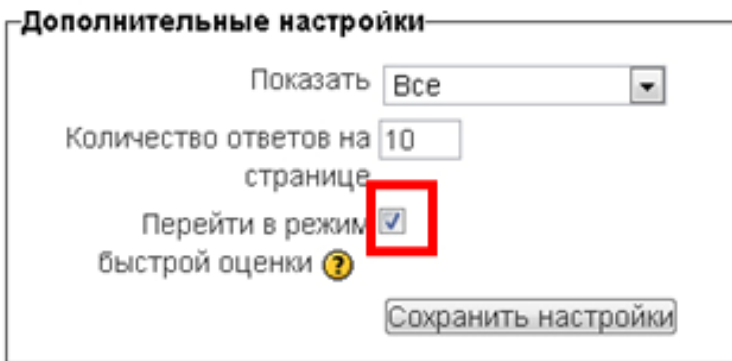 Дополнительные настройки
Показать Все
Количество ответов на 10
странице
Перейти в режим
быстрой оценки ?
Сохранить настройки